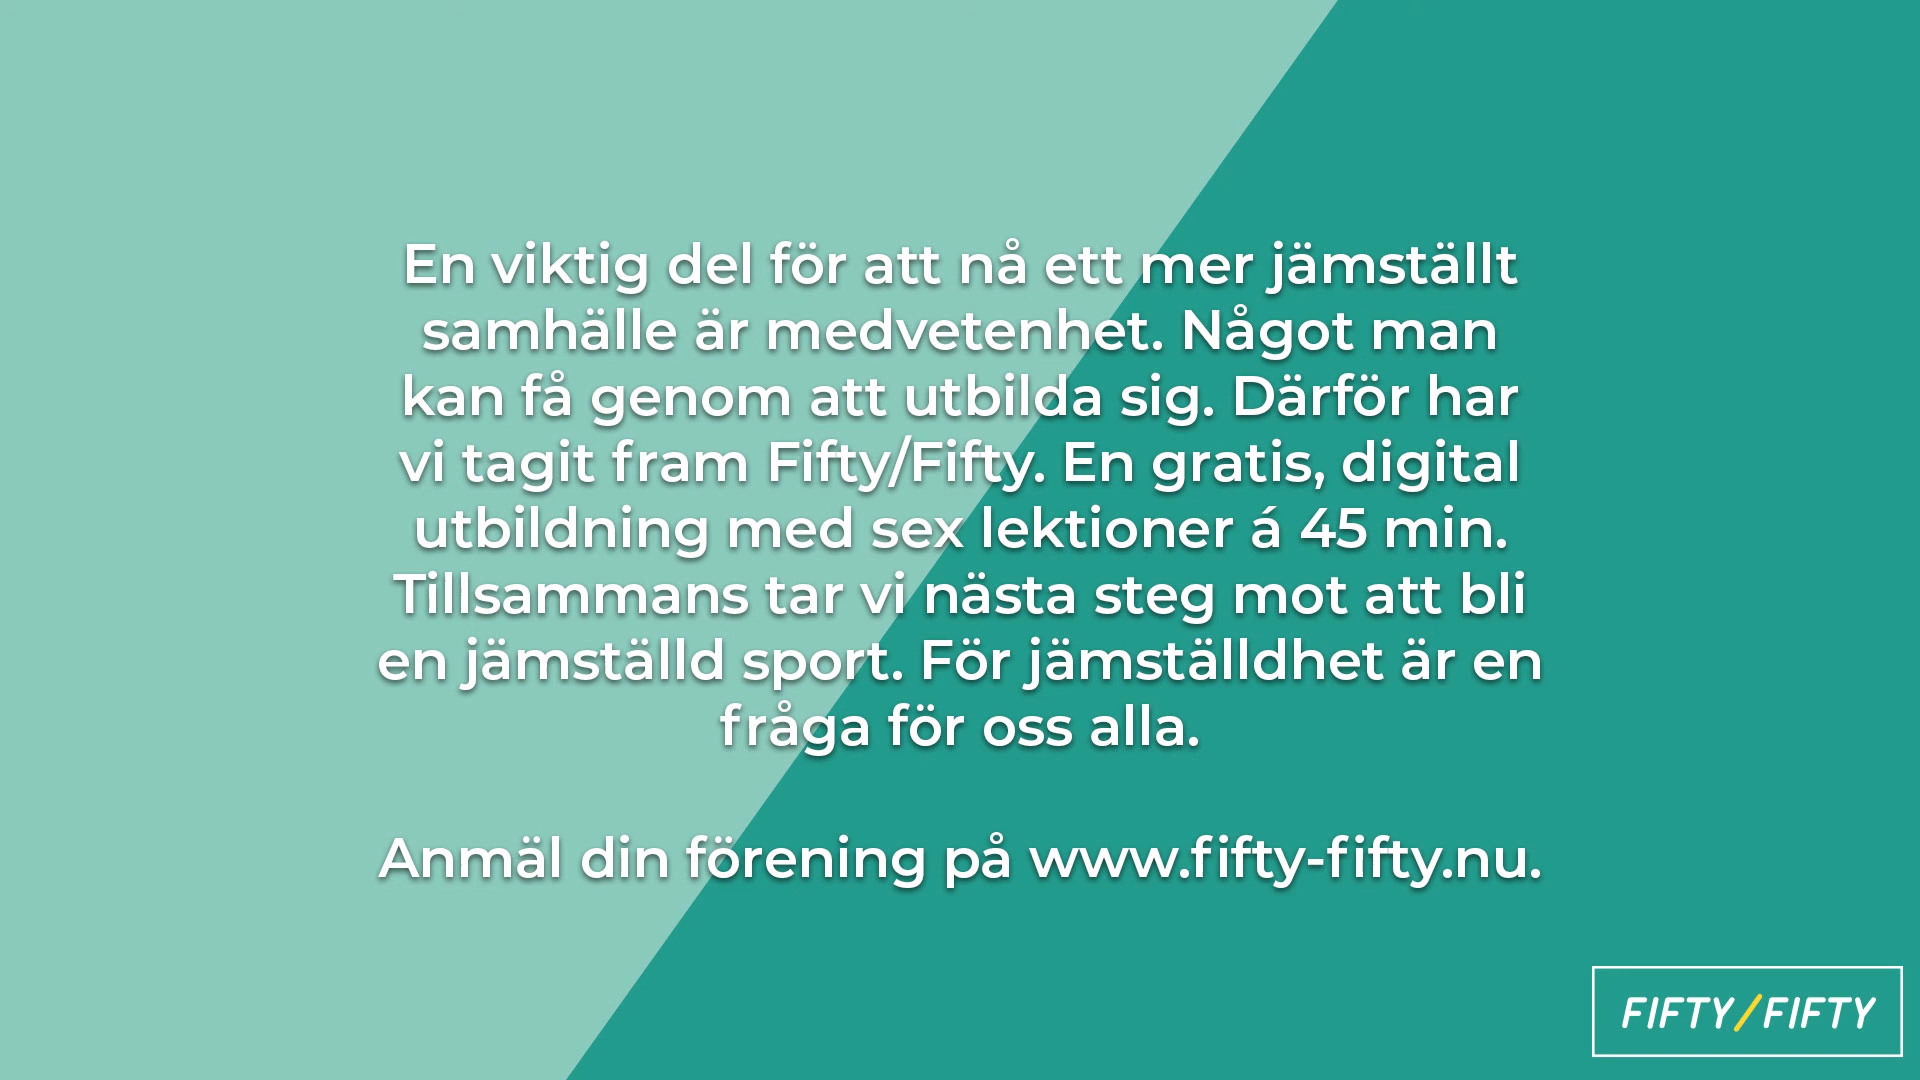 En viktig del för att nå ett mer jämställt
samhälle är medvetenhet. Något man
kan få genom att utbilda sig. Därför har
vi tagit fram Fifty/Fifty. En gratis, digital
utbildning med sex lektioner á 45 min.
Tillsammans tar vi nästa steg mot att bli
en jämställd sport. För jämställdhet är en
fråga för oss alla.
Anmäl din förening på www.fifty-fifty.nu.
FIFTY/FIFTY